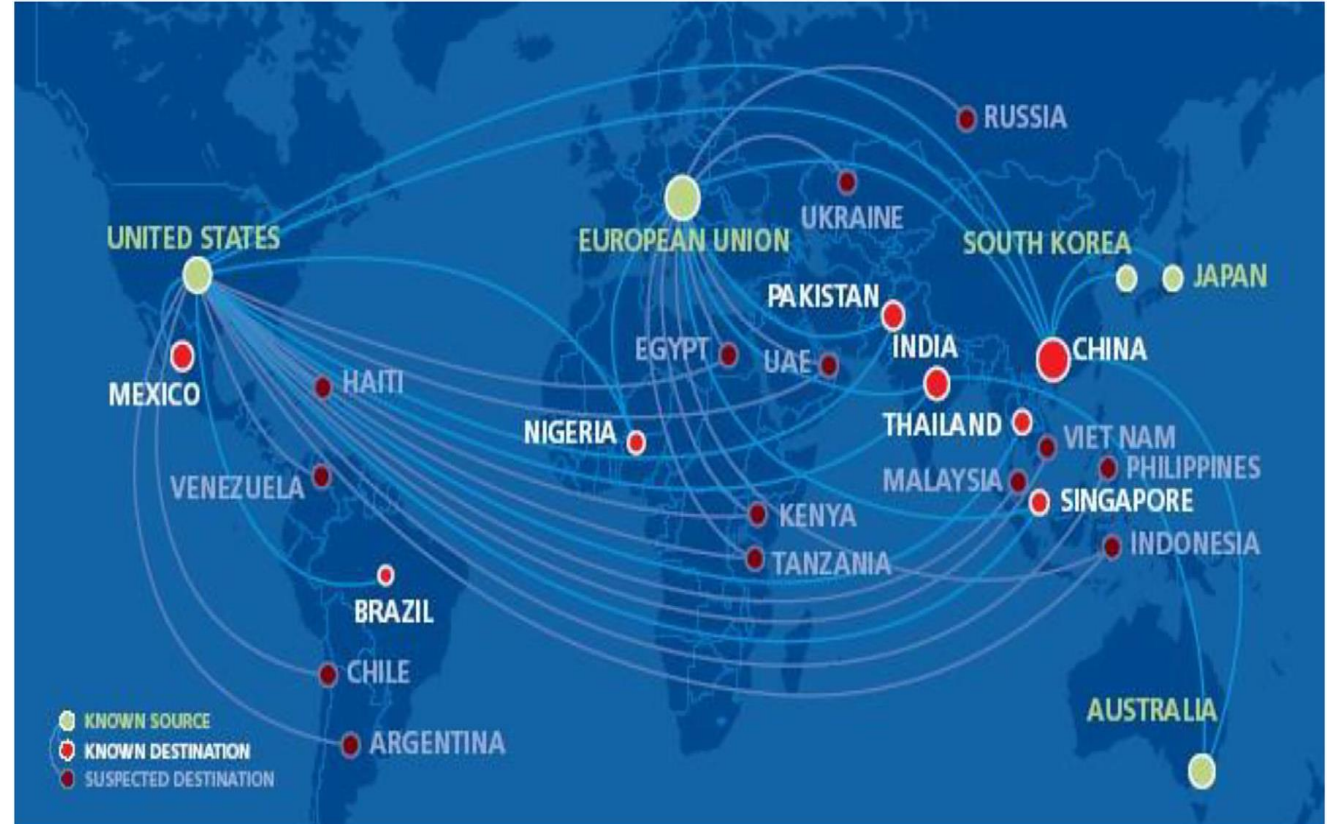 RUSSIA
UKRAINE
UNITED STATES
EUROPEAN UNION
SOUTH KOREA
JAPAN
PAKISTAN
EGYPT
UAE
INDIA
CHINA
MEXICO
HAITI
NIGERIA
THAILAND
VIET NAM
PHILIPPINES
VENEZUELA
MALAYSIA
SINGAPORE
KENYA
INDONESIA
TANZANIA
BRAZIL
CHILE
AUSTRALIA
ARGENTINA
KNOWN SOURCE
KNOWN DESTINATION
SUSPECTED DESTINATION